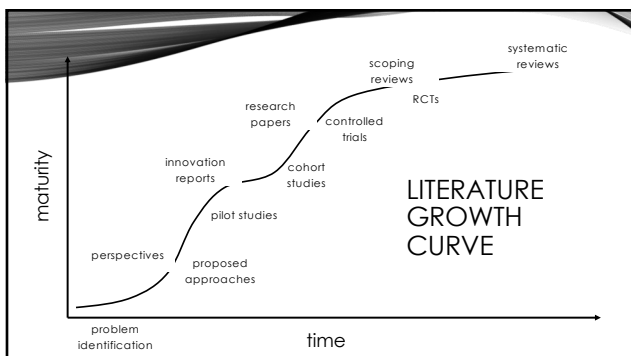 systematic
reviews
scoping
reviews
RCTs
research
papers
controlled
trials
innovation
reports
cohort
studies
LITERATURE
GROWTH
CURVE
pilot studies
perspectives
proposed
approaches
problem
identification
maturity
time